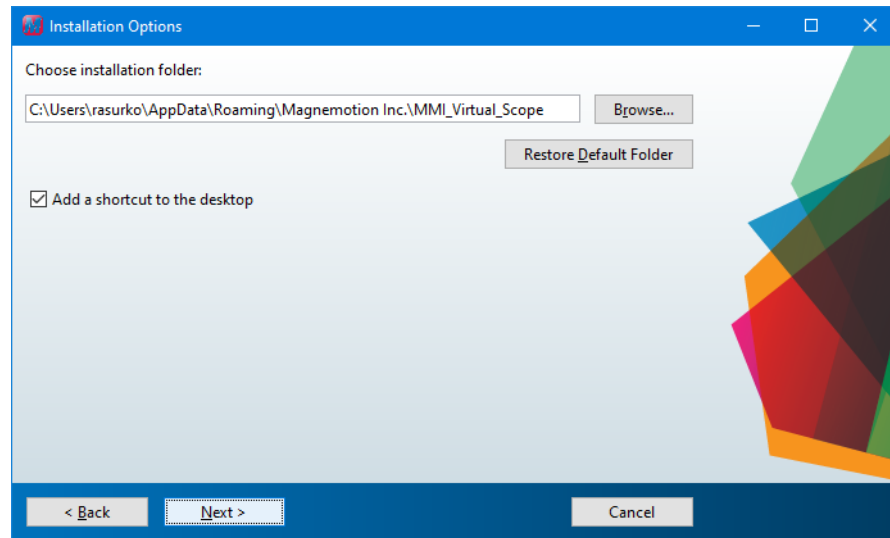 Installation Options
Choose installation folder:
C:\Users\rasurko\AppData\Roaming\Magnemotion Inc.\MMI_Virtual_Scope
Browse...
Restore Default Folder
Add a shortcut to the desktop
< Back Next > Cancel